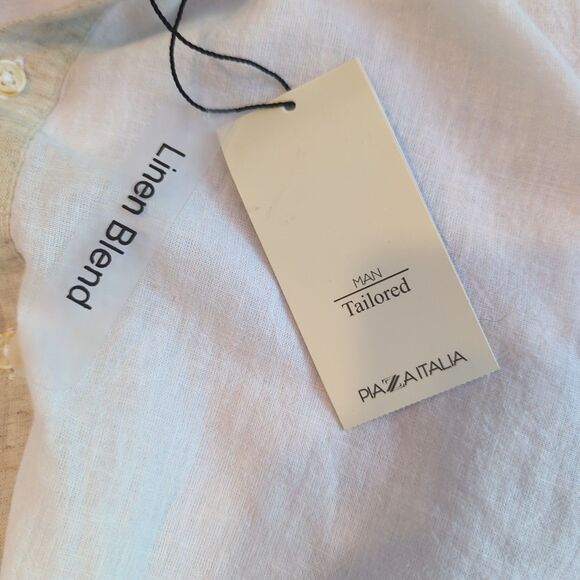 Linen Blend
MAN
Tailored
PIAZZA ITALIA